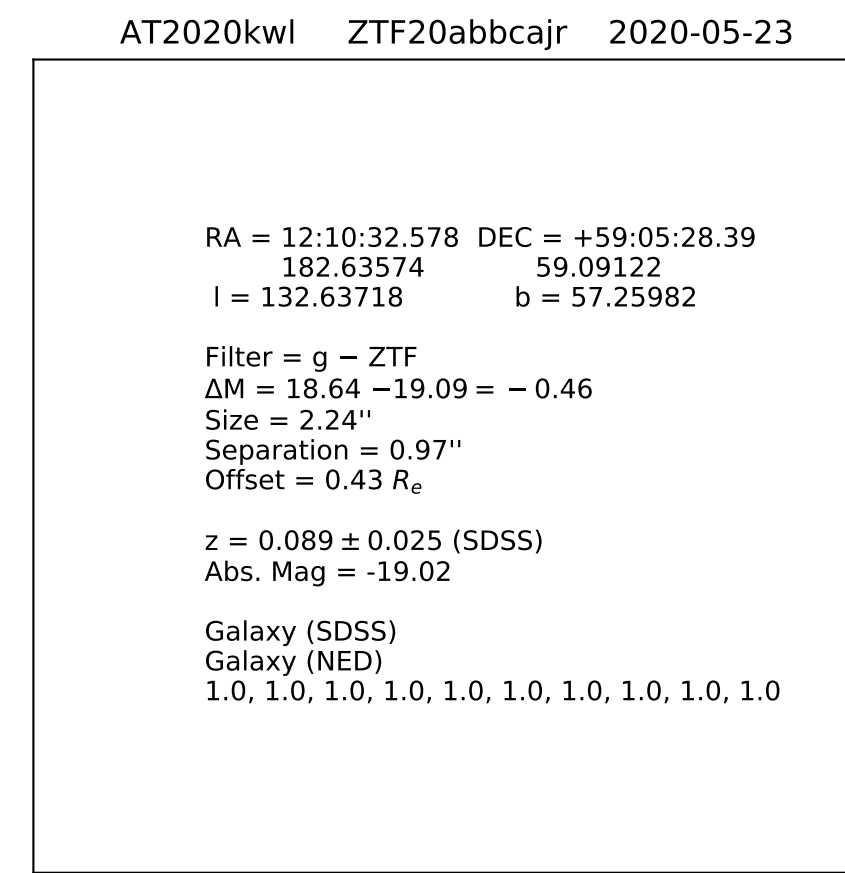 AT2020kwl ZTF20abbcajr 2020-05-23
RA = 12:10:32.578 DEC = +59:05:28.39
182.63574 59.09122
l = 132.63718 b = 57.25982
Filter = g − ZTF
ΔM = 18.64 −19.09 = − 0.46
Size = 2.24''
Separation = 0.97''
Offset = 0.43 Re
z = 0.089 ± 0.025 (SDSS)
Abs. Mag = -19.02
Galaxy (SDSS)
Galaxy (NED)
1.0, 1.0, 1.0, 1.0, 1.0, 1.0, 1.0, 1.0, 1.0, 1.0